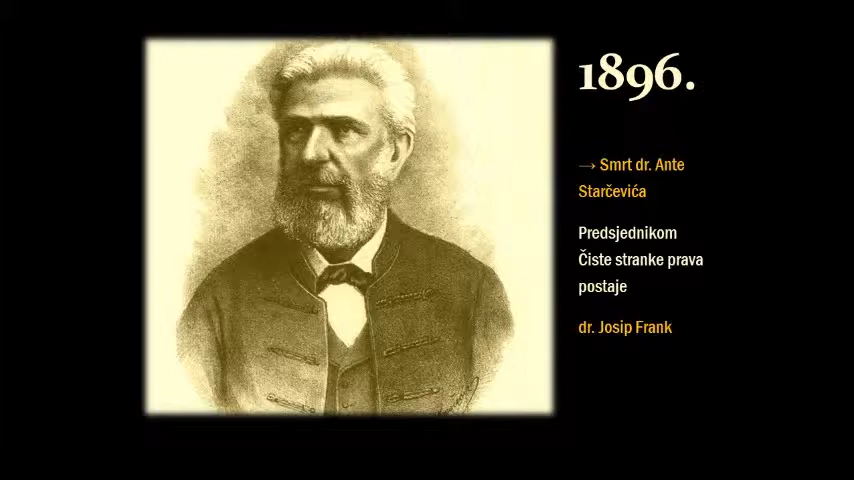 1896.
→ Smrt dr. Ante
Starčevića
Predsjednikom
Čiste stranke prava
postaje
dr. Josip Frank